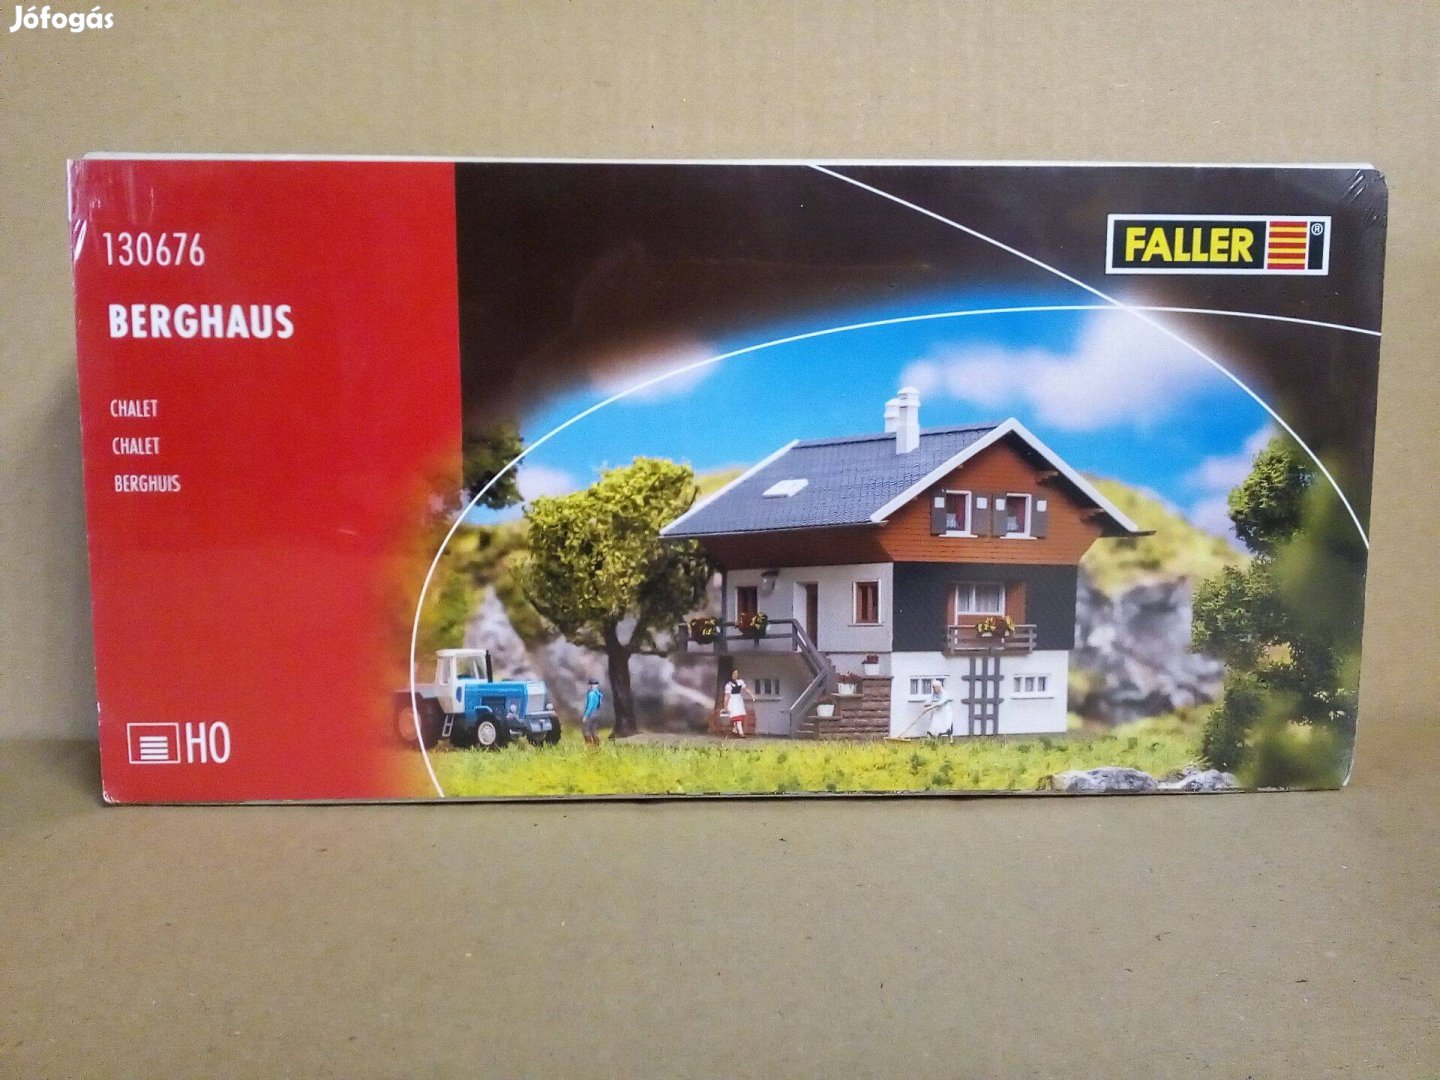 Jófogás
130676
BERGHAUS
CHALET
CHALET
BERGHUIS
HO
FALLER ®